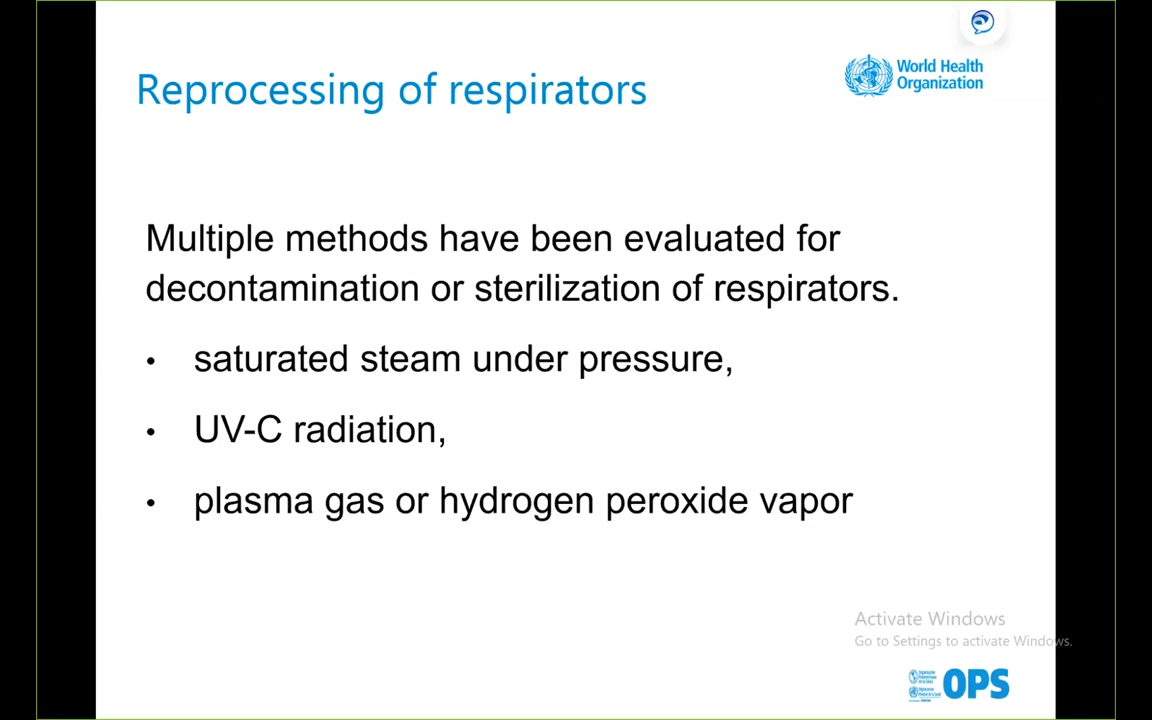 Reprocessing of respirators
World Health
Organization
Multiple methods have been evaluated for
decontamination or sterilization of respirators.
• saturated steam under pressure,
• UV-C radiation,
• plasma gas or hydrogen peroxide vapor
Activate Windows
Go to Settings to activate Windows.
OPS